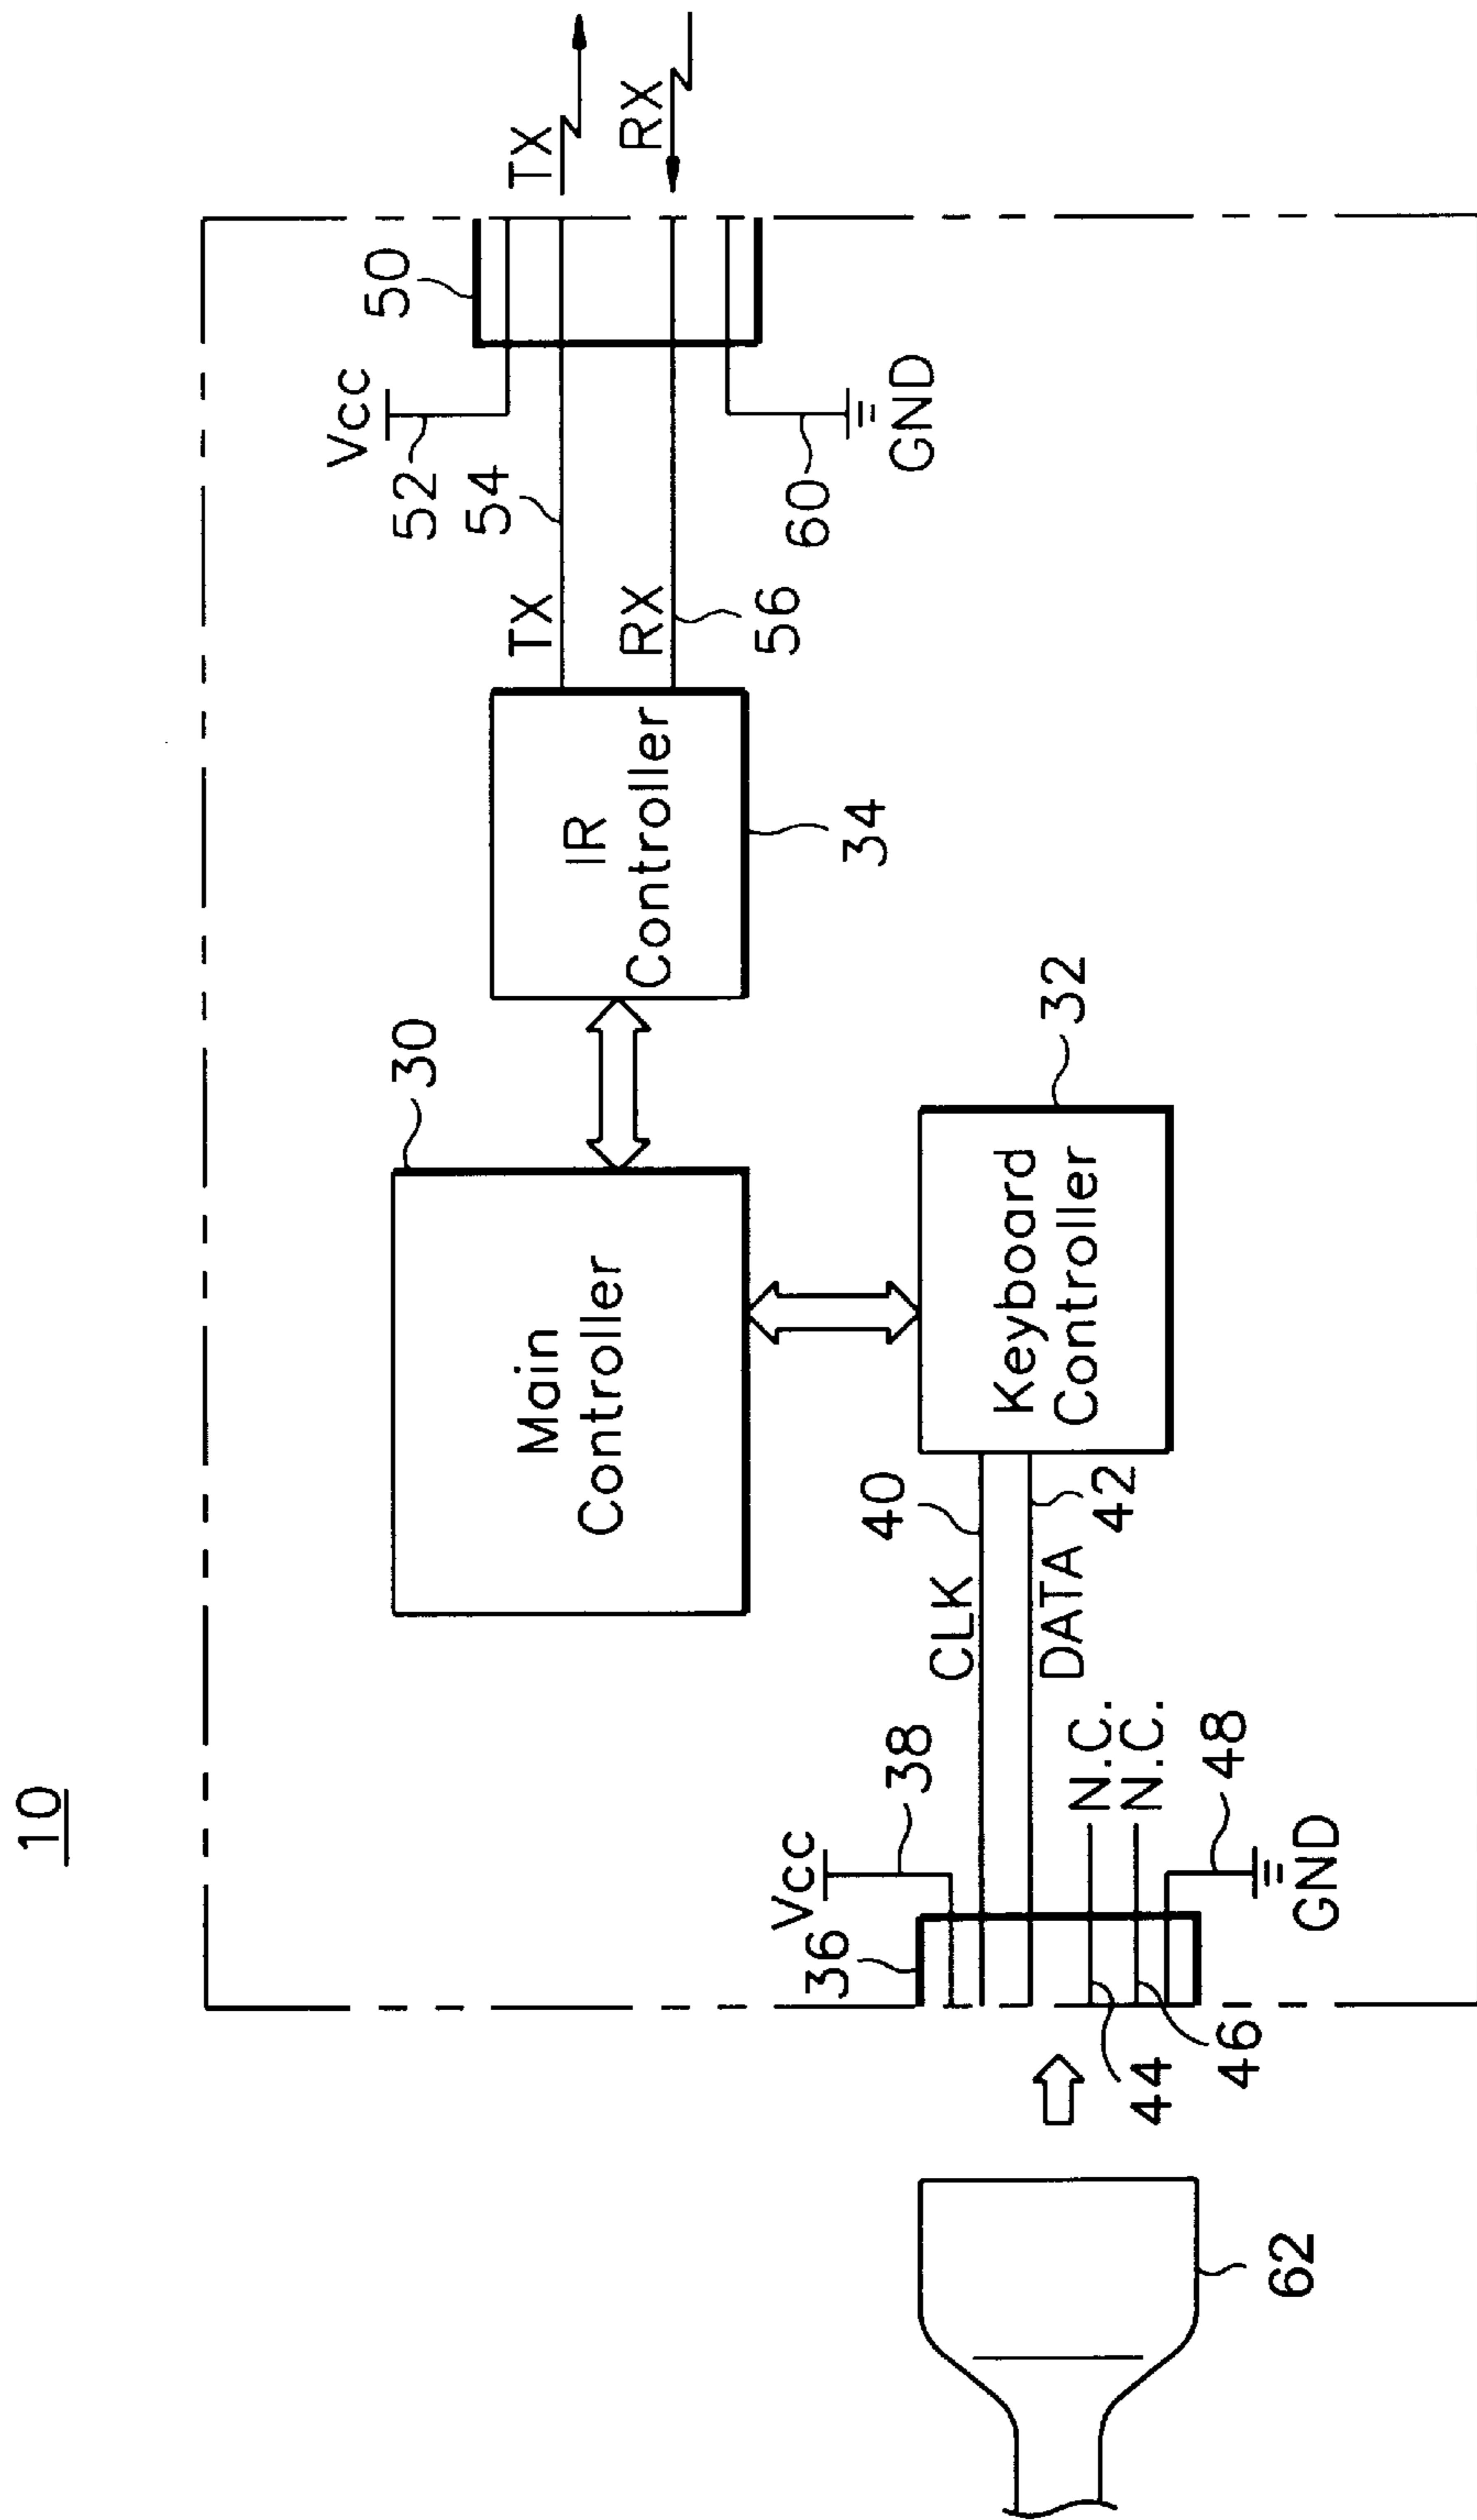 10
30
Main
Controller
IR
Controller
34
Vcc
52
50
54
TX
TX
RX
RX
56
60
GND
Vcc
38
36
CLK
40
Keyboard
Controller
32
DATA
42
N.C.
N.C.
44
46
48
GND
62